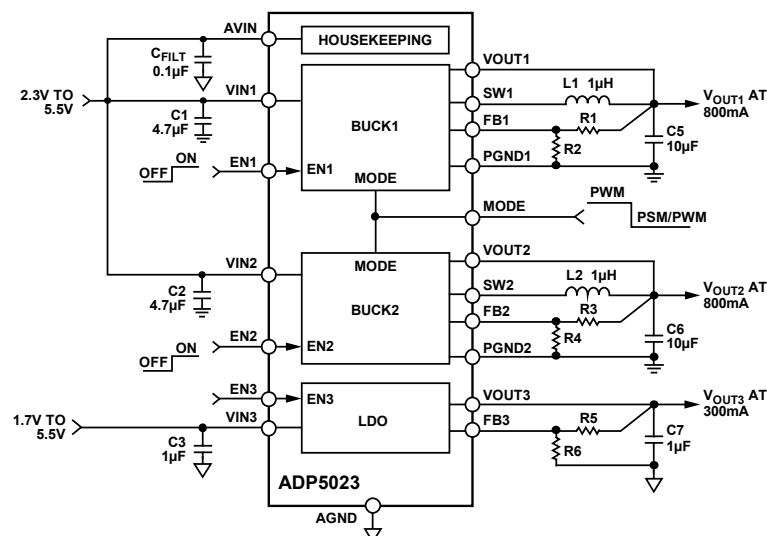 AVIN
HOUSEKEEPING
C_FILT
0.1µF
2.3V TO
5.5V
VIN1
C1
4.7µF
EN1
EN1
ON
OFF
BUCK1
MODE
VOUT1
SW1
L1 1µH
FB1
R1
R2
PGND1
C5
10µF
V_OUT1 AT
800mA
MODE
PWM
PSM/PWM
VIN2
C2
4.7µF
EN2
EN2
ON
OFF
MODE
BUCK2
VOUT2
SW2
L2 1µH
FB2
R3
R4
PGND2
C6
10µF
V_OUT2 AT
800mA
EN3
EN3
1.7V TO
5.5V
VIN3
C3
1µF
LDO
VOUT3
FB3
R5
R6
C7
1µF
V_OUT3 AT
300mA
ADP5023
AGND